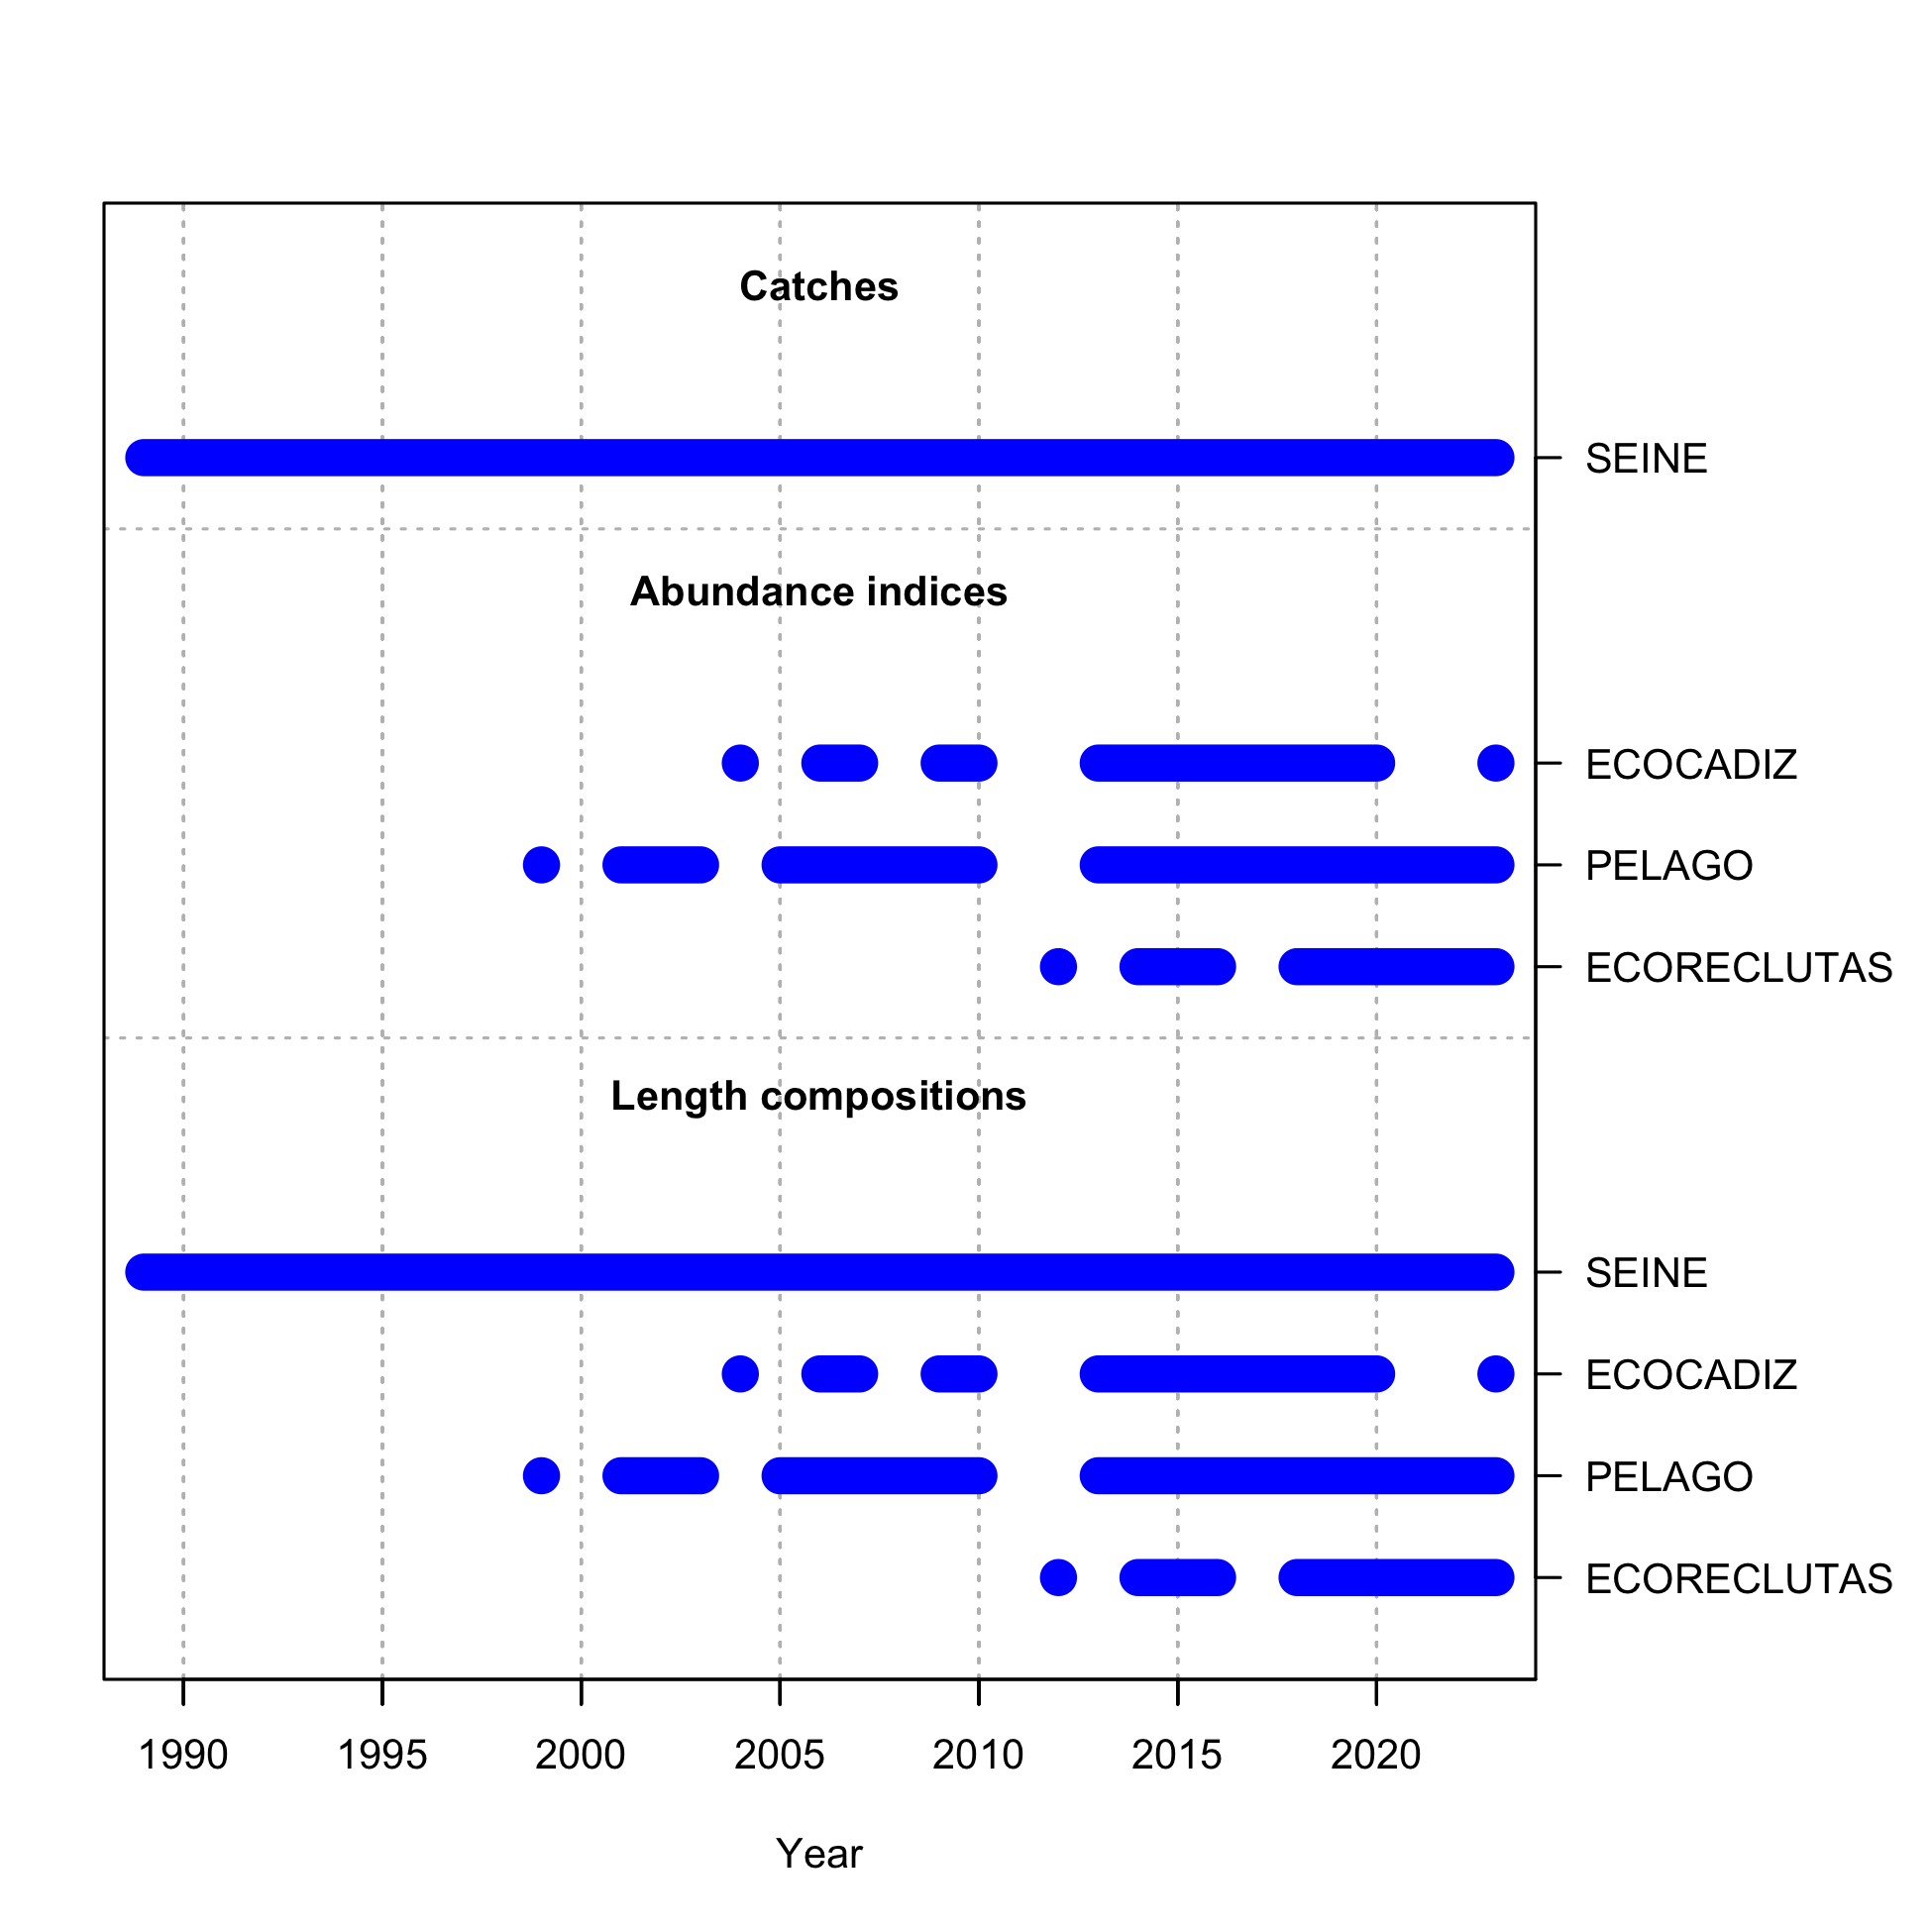 Catches
SEINE
Abundance indices
ECOCADIZ
PELAGO
ECORECLUTAS
Length compositions
SEINE
ECOCADIZ
PELAGO
ECORECLUTAS
1990 1995 2000 2005 2010 2015 2020
Year